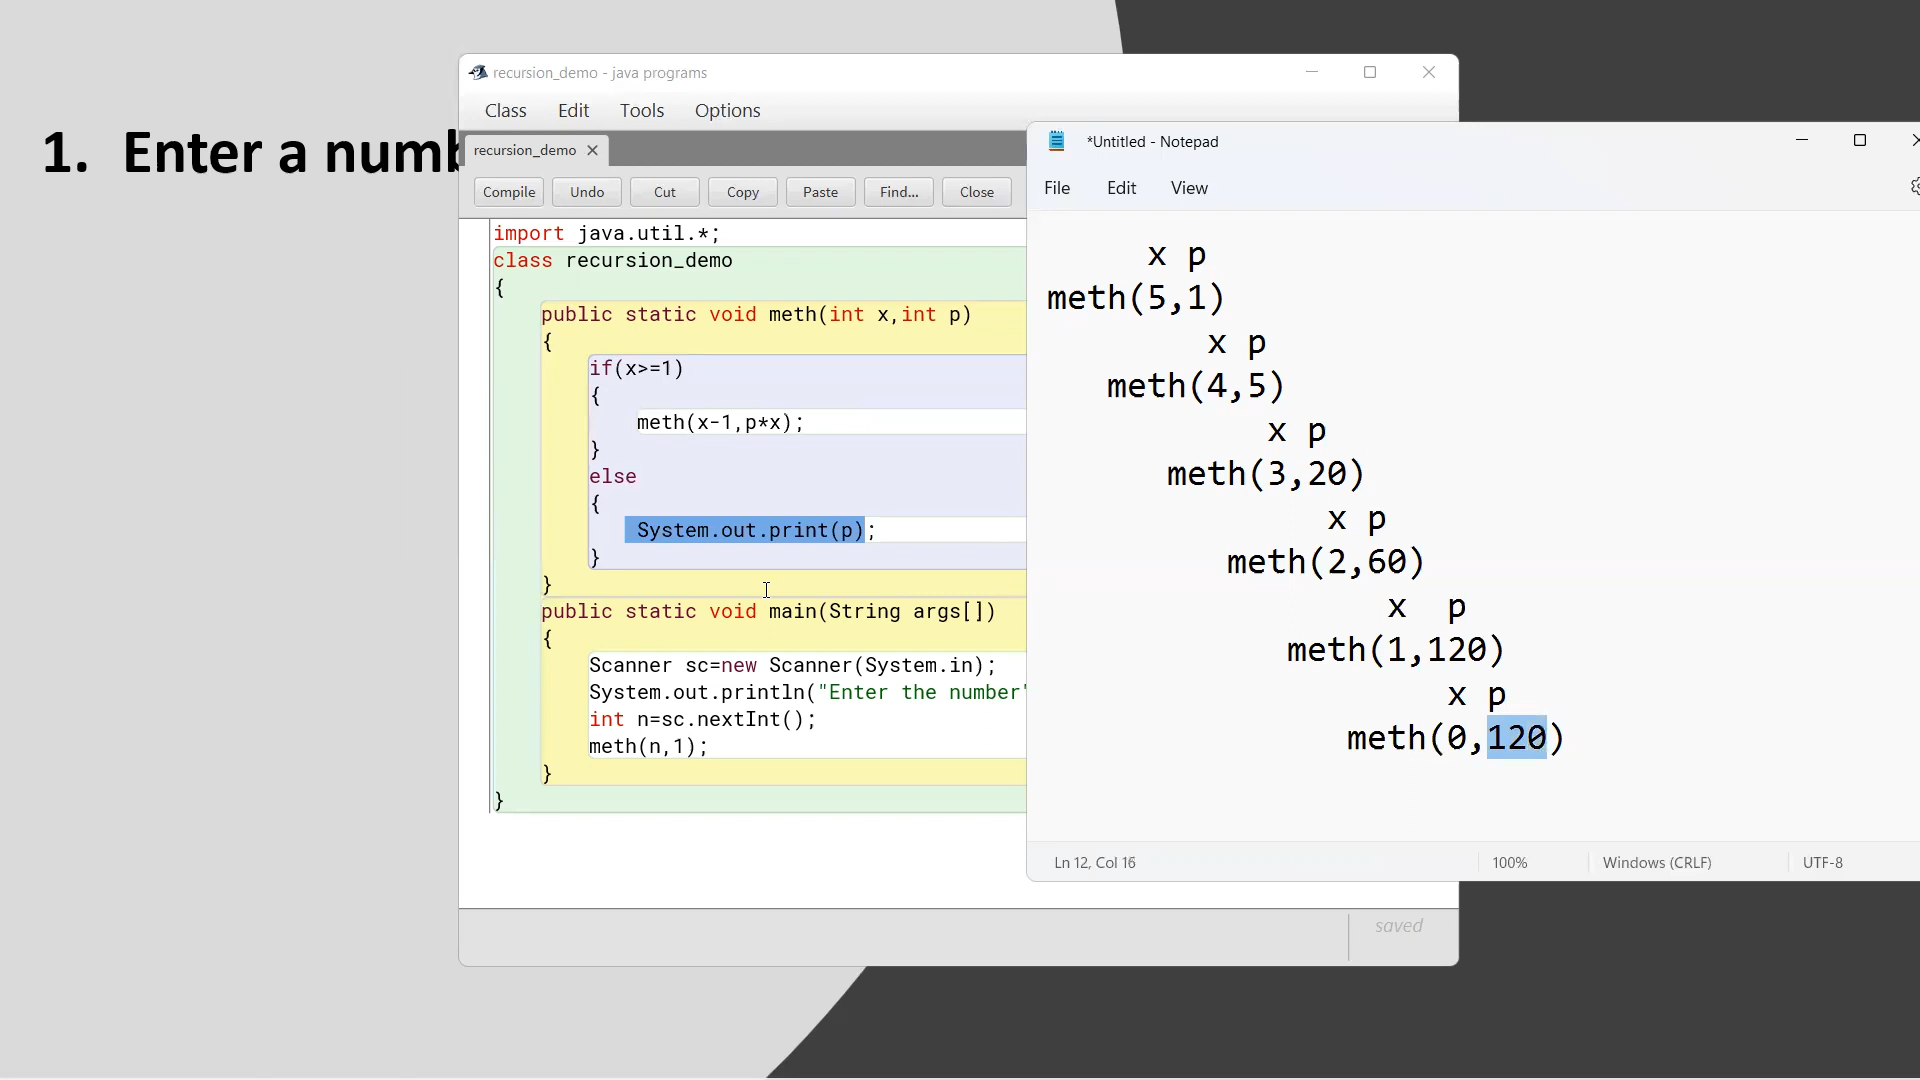 1. Enter a numb
recursion_demo - java programs
Class Edit Tools Options
recursion_demo
Compile Undo Cut Copy Paste Find... Close
import java.util.*;
class recursion_demo
{
public static void meth(int x,int p)
{
if(x>=1)
{
meth(x-1,p*x);
}
else
{
System.out.print(p);
}
}
public static void main(String args[])
{
Scanner sc=new Scanner(System.in);
System.out.println("Enter the number"
int n=sc.nextInt();
meth(n,1);
}
}
saved
*Untitled - Notepad
File Edit View
x p
meth(5,1)
x p
meth(4,5)
x p
meth(3,20)
x p
meth(2,60)
x p
meth(1,120)
x p
meth(0,120)
Ln 12, Col 16 100% Windows (CRLF) UTF-8